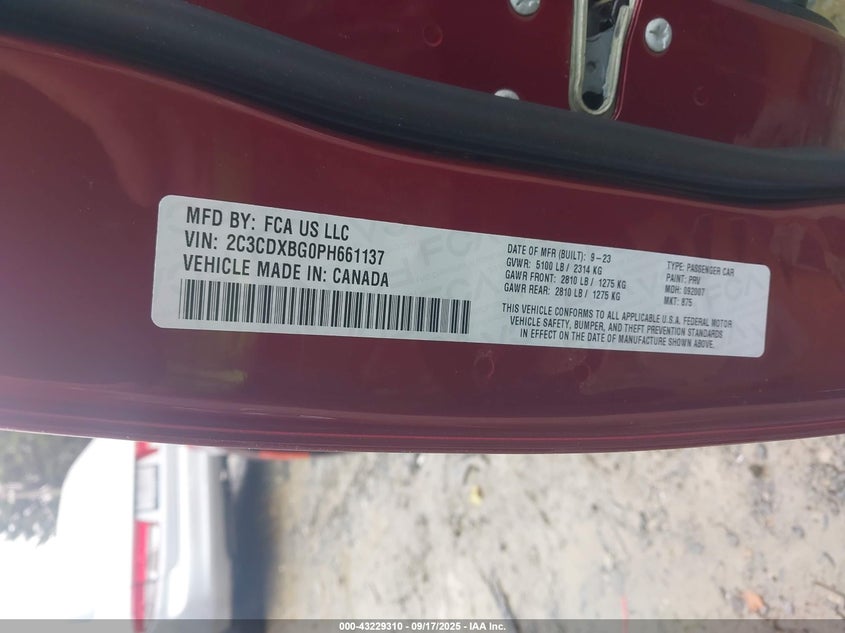 MFD BY: FCA US LLC
VIN: 2C3CDXBG0PH661137
VEHICLE MADE IN: CANADA
DATE OF MFR (BUILT): 9-23
GVWR: 5100 LB / 2314 KG
GAWR FRONT: 2810 LB / 1275 KG
GAWR REAR: 2810 LB / 1275 KG
TYPE: PASSENGER CAR
PAINT: PRV
MDH: 092007
MKT: 875
THIS VEHICLE CONFORMS TO ALL APPLICABLE U.S.A. FEDERAL MOTOR
VEHICLE SAFETY, BUMPER, AND THEFT PREVENTION STANDARDS
IN EFFECT ON THE DATE OF MANUFACTURE SHOWN ABOVE.
000-43229310 - 09/17/2025 - IAA Inc.